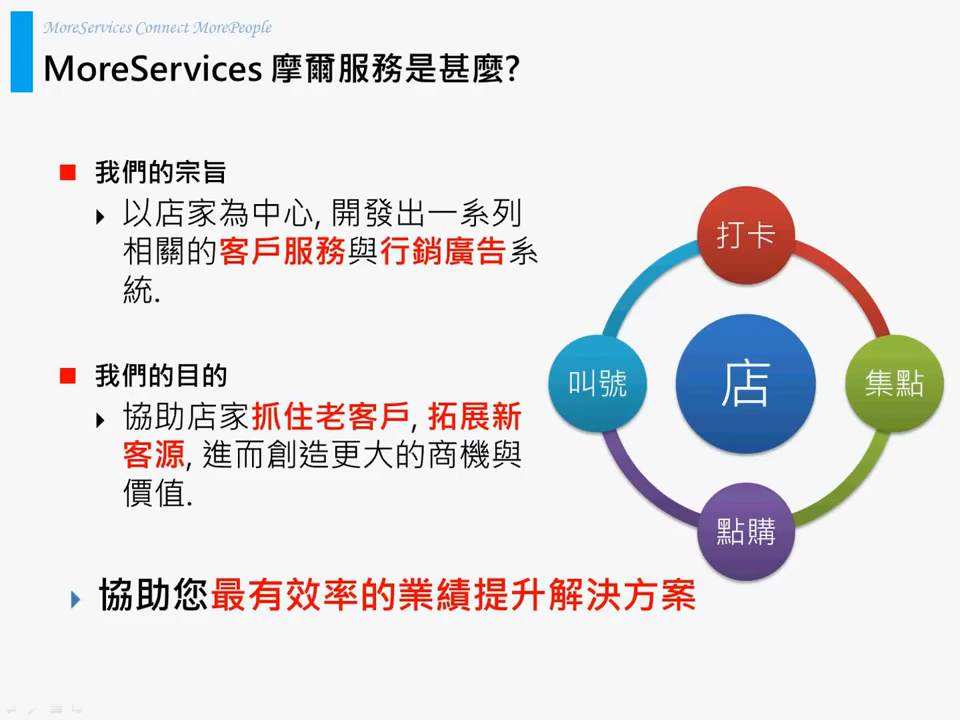 MoreServices Connect MorePeople
MoreServices 摩爾服務是甚麼?
我們的宗旨
以店家為中心, 開發出一系列
相關的客戶服務與行銷廣告系
統.
我們的目的
協助店家抓住老客戶, 拓展新
客源, 進而創造更大的商機與
價值.
協助您最有效率的業績提升解決方案
打卡
叫號
店
集點
點購